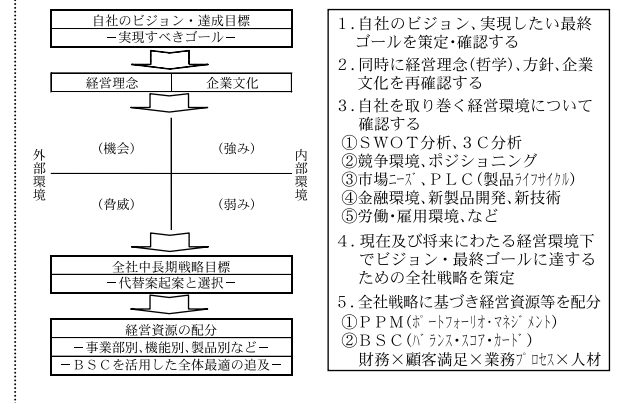 自社のビジョン・達成目標
－実現すべきゴール－
経営理念
企業文化
外部環境
(機会)
(強み)
(脅威)
(弱み)
内部環境
全社中長期戦略目標
－代替案起案と選択－
経営資源の配分
－事業部別、機能別、製品別など－
－BSCを活用した全体最適の追及－
1.自社のビジョン、実現したい最終
ゴールを策定・確認する
2.同時に経営理念(哲学)、方針、企業
文化を再確認する
3.自社を取り巻く経営環境について
確認する
①SWOT分析、3C分析
②競争環境、ポジショニング
③市場ﾆｰｽﾞ、PLC(製品ﾗｲﾌｻｲｸﾙ)
④金融環境、新製品開発、新技術
⑤労働・雇用環境、など
4.現在及び将来にわたる経営環境下
でビジョン・最終ゴールに達する
ための全社戦略を策定
5.全社戦略に基づき経営資源等を配分
①PPM(ﾎﾟｰﾄﾌｫｰﾘｵ・ﾏﾈｼﾞﾒﾝﾄ)
②BSC(ﾊﾞﾗﾝｽ・ｽｺｱ・ｶｰﾄﾞ)
財務×顧客満足×業務ﾌﾟﾛｾｽ×人材